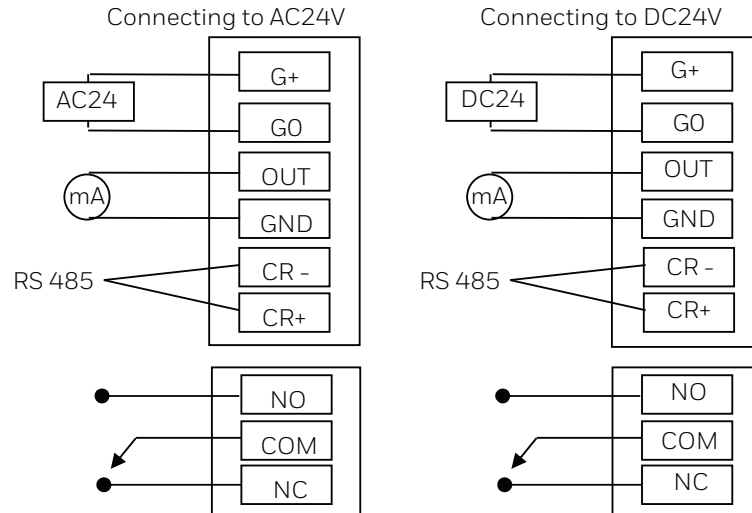 Connecting to AC24V
AC24
G+
G0
OUT
mA
GND
RS 485
CR -
CR+
NO
COM
NC
Connecting to DC24V
DC24
G+
G0
OUT
mA
GND
RS 485
CR -
CR+
NO
COM
NC